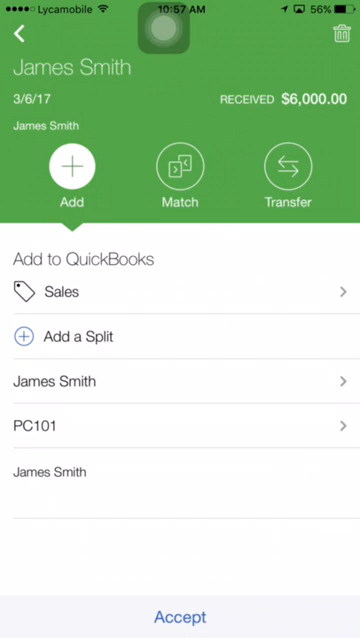 Lycamobile 10:57 AM 56%
James Smith
3/6/17 RECEIVED $6,000.00
James Smith
Add Match Transfer
Add to QuickBooks
Sales
Add a Split
James Smith
PC101
James Smith
Accept